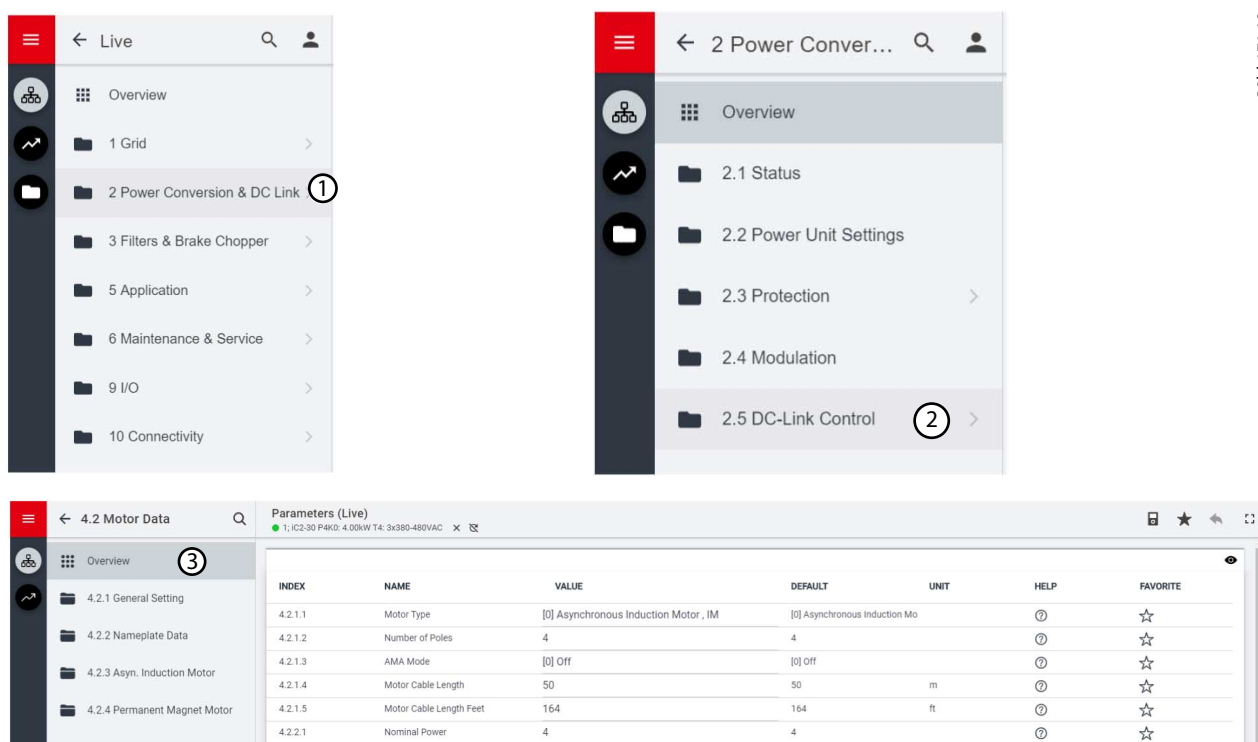 Live
Overview
1 Grid
2 Power Conversion & DC Link
1
3 Filters & Brake Chopper
5 Application
6 Maintenance & Service
9 I/O
10 Connectivity
2 Power Conver...
Overview
2.1 Status
2.2 Power Unit Settings
2.3 Protection
2.4 Modulation
2.5 DC-Link Control
2
4.2 Motor Data
Overview
3
4.2.1 General Setting
4.2.2 Nameplate Data
4.2.3 Asyn. Induction Motor
4.2.4 Permanent Magnet Motor
Parameters (Live)
1; iC2-30 P4K0: 4.00kW T4: 3x380-480VAC
INDEX NAME VALUE DEFAULT UNIT HELP FAVORITE
4.2.1.1 Motor Type [0] Asynchronous Induction Motor , IM [0] Asynchronous Induction Mo
4.2.1.2 Number of Poles 4 4
4.2.1.3 AMA Mode [0] Off [0] Off
4.2.1.4 Motor Cable Length 50 50 m
4.2.1.5 Motor Cable Length Feet 164 164 ft
4.2.2.1 Nominal Power 4 4